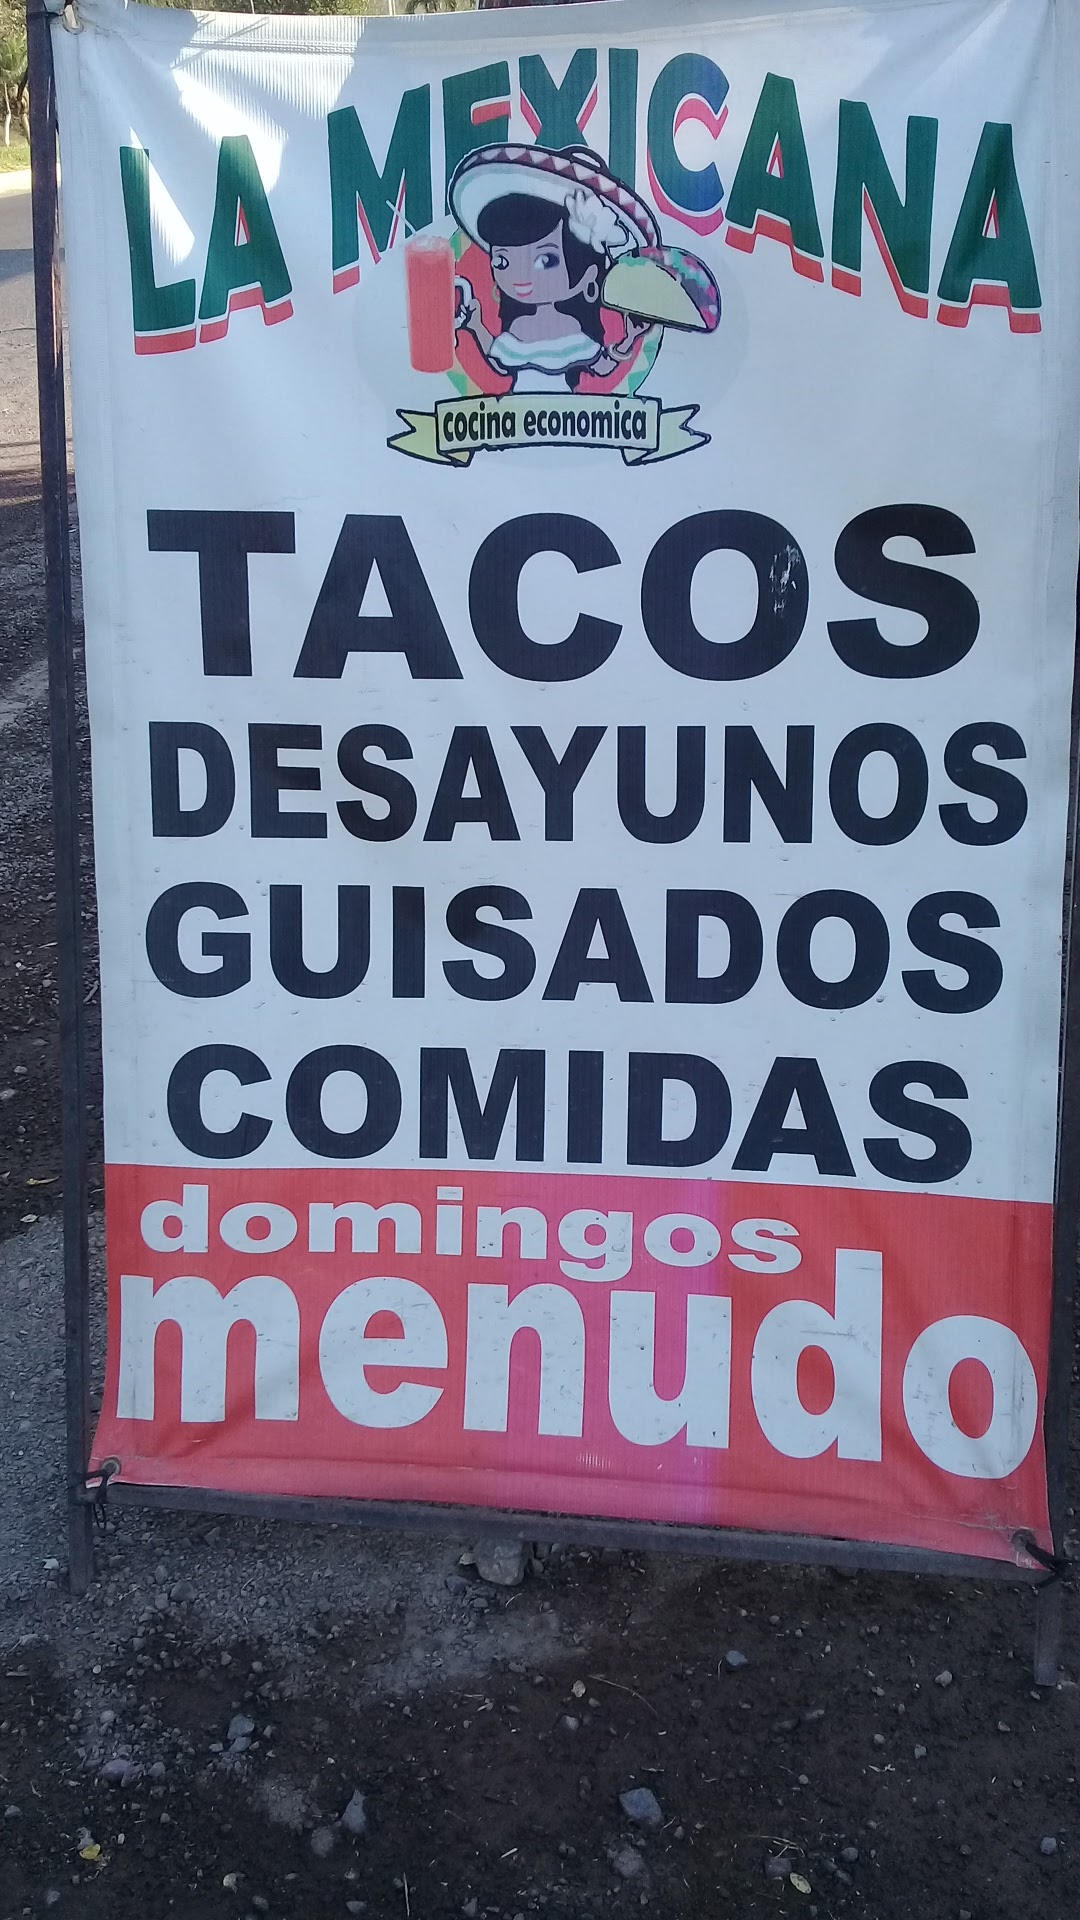 LA MEXICANA
cocina economica
TACOS
DESAYUNOS
GUISADOS
COMIDAS
domingos
menudo